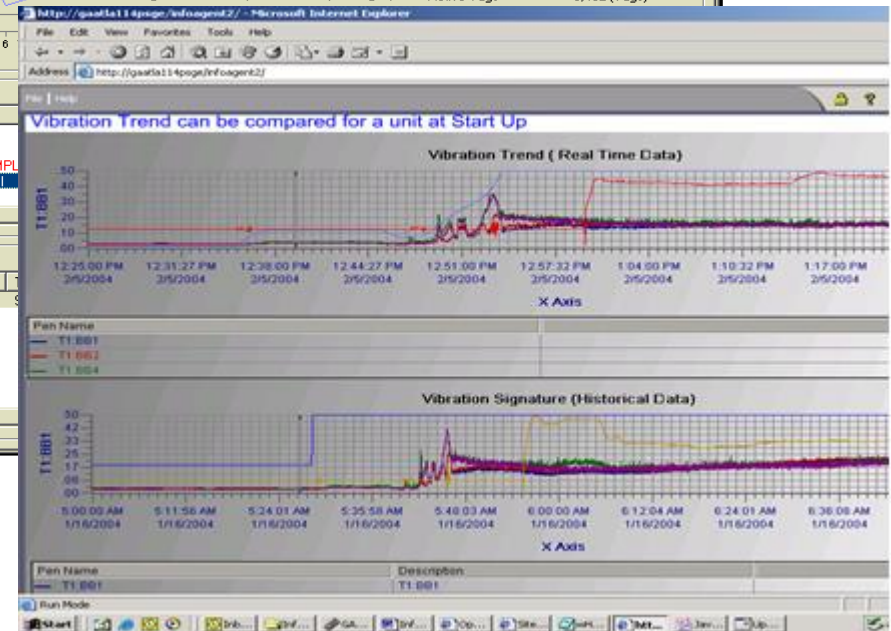 http://gaatla114psge/infoagent2/ - Microsoft Internet Explorer
File Edit View Favorites Tools Help
Address http://gaatla114psge/infoagent2/
File | Help
Vibration Trend can be compared for a unit at Start Up
Vibration Trend ( Real Time Data)
T1:BB1
50
40
30
20
10
00
12:25:00 PM 12:31:27 PM 12:38:00 PM 12:44:27 PM 12:51:00 PM 12:57:32 PM 1:04:00 PM 1:10:32 PM 1:17:00 PM
2/5/2004 2/5/2004 2/5/2004 2/5/2004 2/5/2004 2/5/2004 2/5/2004 2/5/2004 2/5/2004
X Axis
Pen Name
T1:BB1
T1:BB2
T1:BB4
Vibration Signature (Historical Data)
T1:BB1
50
42
33
25
17
08
00
5:00:00 AM 5:11:56 AM 5:24:01 AM 5:35:58 AM 5:48:03 AM 6:00:00 AM 6:12:04 AM 6:24:01 AM 6:36:06 AM
1/16/2004 1/16/2004 1/16/2004 1/16/2004 1/16/2004 1/16/2004 1/16/2004 1/16/2004 1/16/2004
X Axis
Pen Name Description
T1:BB1 T1:BB1
Run Mode
Start